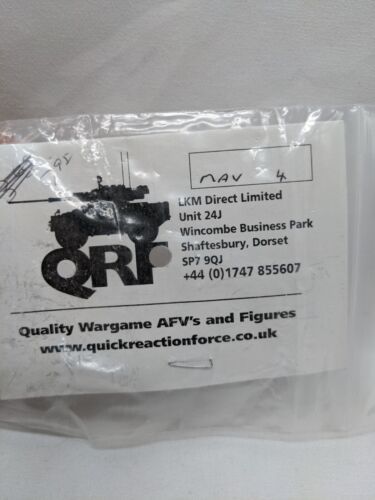 MAV x 4
QRF
LKM Direct Limited
Unit 24J
Wincombe Business Park
Shaftesbury, Dorset
SP7 9QJ
+44 (0)1747 855607
Quality Wargame AFV's and Figures
www.quickreactionforce.co.uk